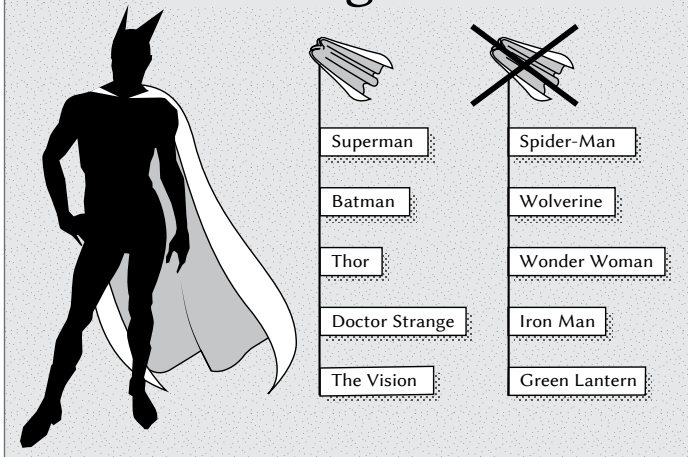 Superman
Batman
Thor
Doctor Strange
The Vision
Spider-Man
Wolverine
Wonder Woman
Iron Man
Green Lantern